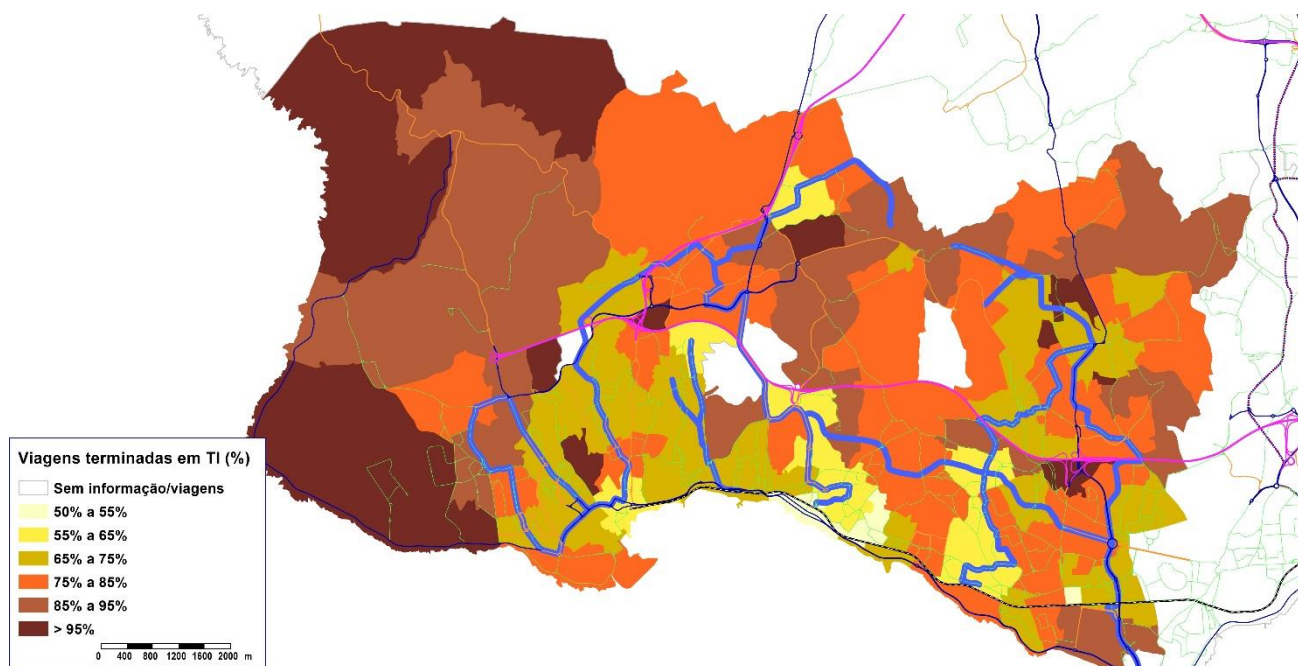 Viagens terminadas em TI (%)
Sem informação/viagens
50% a 55%
55% a 65%
65% a 75%
75% a 85%
85% a 95%
> 95%
0 400 800 1200 1600 2000 m